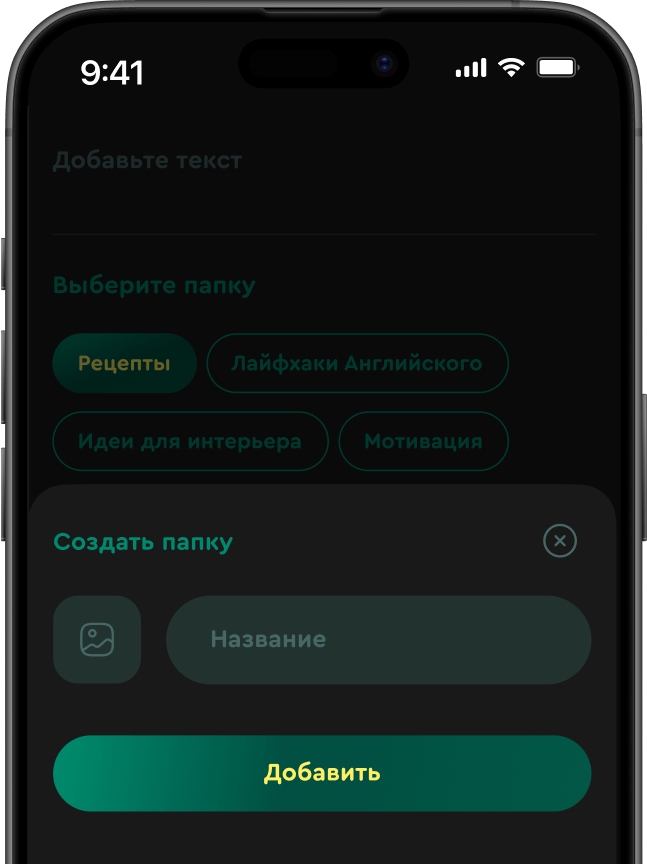 9:41
Добавьте текст
Выберите папку
Рецепты
Лайфхаки Английского
Идеи для интерьера
Мотивация
Создать папку
Название
Добавить